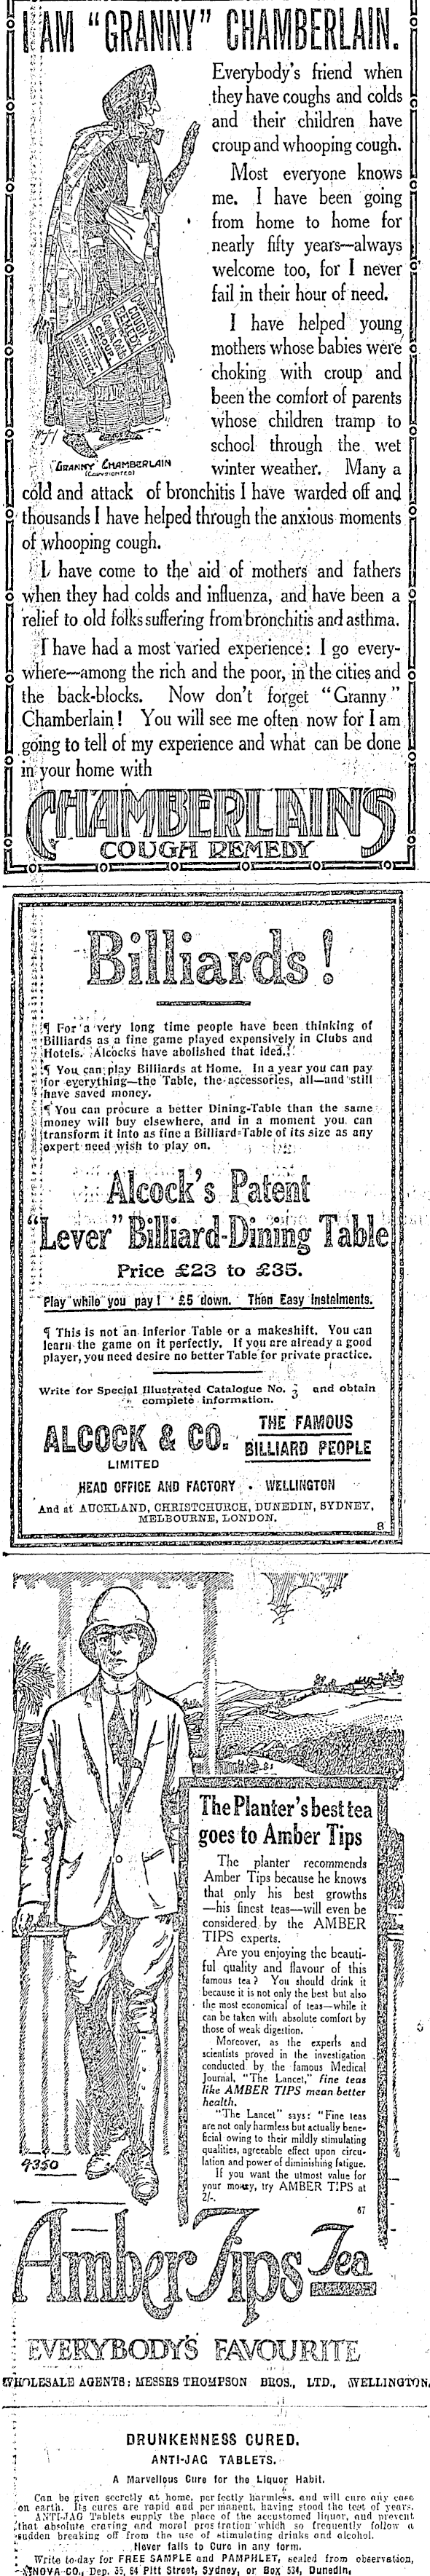 I AM "GRANNY" CHAMBERLAIN.
Everybody's friend when
they have coughs and colds
and their children have
croup and whooping cough.
Most everyone knows
me. I have been going
from home to home for
nearly fifty years—always
welcome too, for I never
fail in their hour of need.
I have helped young
mothers whose babies were
choking with croup and
been the comfort of parents
whose children tramp to
school through the wet
winter weather. Many a
"GRANNY" CHAMBERLAIN
(COPYRIGHTED)
cold and attack of bronchitis I have warded off and
thousands I have helped through the anxious moments
of whooping cough.
I have come to the aid of mothers and fathers
when they had colds and influenza, and have been a
relief to old folks suffering from bronchitis and asthma.
I have had a most varied experience: I go every-
where—among the rich and the poor, in the cities and
the back-blocks. Now don't forget "Granny"
Chamberlain! You will see me often now for I am
going to tell of my experience and what can be done
in your home with
CHAMBERLAINS
COUGH REMEDY
Billiards!
¶ For a very long time people have been thinking of
Billiards as a fine game played expensively in Clubs and
Hotels. Alcocks have abolished that idea.
¶ You can play Billiards at Home. In a year you can pay
for everything—the Table, the accessories, all—and still
have saved money.
¶ You can procure a better Dining-Table than the same
money will buy elsewhere, and in a moment you can
transform it into as fine a Billiard-Table of its size as any
expert need wish to play on.
Alcock's Patent
"Lever" Billiard-Dining Table
Price £23 to £35.
Play while you pay! £5 down. Then Easy Instalments.
¶ This is not an Inferior Table or a makeshift. You can
learn the game on it perfectly. If you are already a good
player, you need desire no better Table for private practice.
Write for Special Illustrated Catalogue No. and obtain
complete information.
ALCOCK & CO.
LIMITED
THE FAMOUS
BILLIARD PEOPLE
HEAD OFFICE AND FACTORY - WELLINGTON
And at AUCKLAND, CHRISTCHURCH, DUNEDIN, SYDNEY,
MELBOURNE, LONDON.
8
The Planter's best tea
goes to Amber Tips
The planter recommends
Amber Tips because he knows
that only his best growths
—his finest teas—will even be
considered by the AMBER
TIPS experts.
Are you enjoying the beauti-
ful quality and flavour of this
famous tea? You should drink it
because it is not only the best but also
the most economical of teas—while it
can be taken with absolute comfort by
those of weak digestion.
Moreover, as the experts and
scientists proved in the investigation
conducted by the famous Medical
Journal, "The Lancet," fine teas
like AMBER TIPS mean better
health.
"The Lancet" says: "Fine teas
are not only harmless but actually bene-
ficial owing to their mildly stimulating
qualities, agreeable effect upon circu-
lation and power of diminishing fatigue.
If you want the utmost value for
your money, try AMBER TIPS at
2/-.
67
9350
Amber Tips Tea
EVERYBODY'S FAVOURITE
WHOLESALE AGENTS: MESSRS THOMPSON BROS., LTD., WELLINGTON.
DRUNKENNESS CURED.
ANTI-JAG TABLETS.
A Marvellous Cure for the Liquor Habit.
Can be given secretly at home, perfectly harmless, and will cure any case
on earth. Its cures are rapid and permanent, having stood the test of years.
ANTI-JAG Tablets supply the place of the accustomed liquor, and prevent
that absolute craving and moral prostration which so frequently follow a
sudden breaking off from the use of stimulating drinks and alcohol.
Never fails to Cure in any form.
Write to-day for FREE SAMPLE and PAMPHLET, sealed from observation,
NOVA CO., Dep. 35, 64 Pitt Street, Sydney, or Box 534, Dunedin,